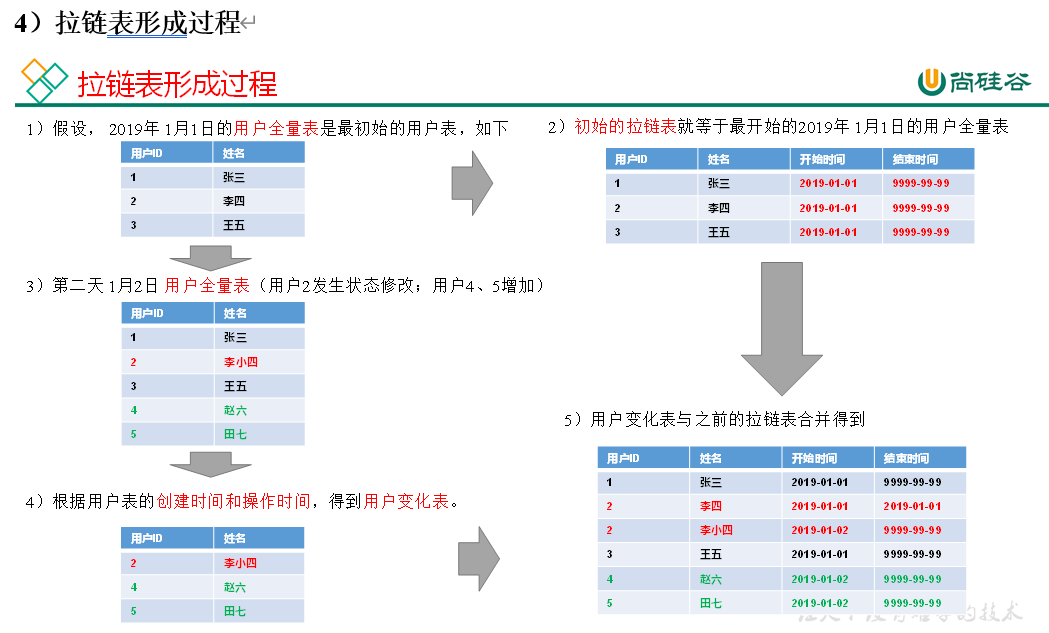 4）拉链表形成过程
拉链表形成过程
尚硅谷
1）假设， 2019年 1月1日的用户全量表是最初始的用户表，如下
用户ID 姓名
1 张三
2 李四
3 王五
2）初始的拉链表就等于最开始的2019年 1月1日的用户全量表
用户ID 姓名 开始时间 结束时间
1 张三 2019-01-01 9999-99-99
2 李四 2019-01-01 9999-99-99
3 王五 2019-01-01 9999-99-99
3）第二天 1月2日 用户全量表（用户2发生状态修改；用户4、5增加）
用户ID 姓名
1 张三
2 李小四
3 王五
4 赵六
5 田七
4）根据用户表的创建时间和操作时间，得到用户变化表。
用户ID 姓名
2 李小四
4 赵六
5 田七
5）用户变化表与之前的拉链表合并得到
用户ID 姓名 开始时间 结束时间
1 张三 2019-01-01 9999-99-99
2 李四 2019-01-01 2019-01-01
2 李小四 2019-01-02 9999-99-99
3 王五 2019-01-01 9999-99-99
4 赵六 2019-01-02 9999-99-99
5 田七 2019-01-02 9999-99-99
的技术